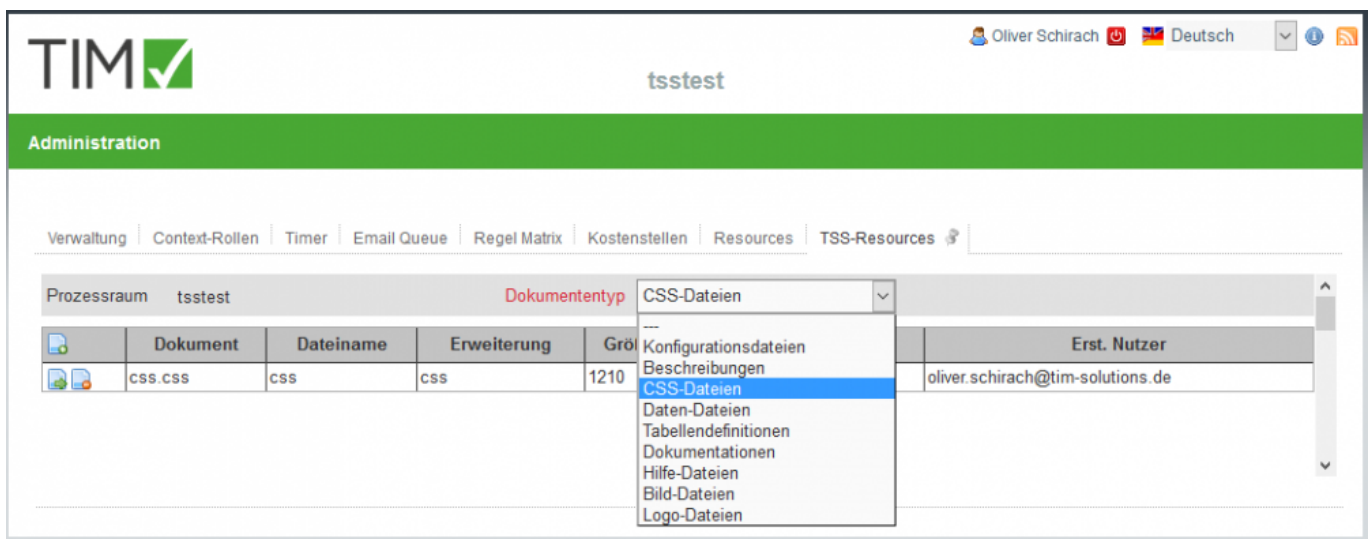 Oliver Schirach Deutsch
TIM
tsstest
Administration
Verwaltung Context-Rollen Timer Email Queue Regel Matrix Kostenstellen Resources TSS-Resources
Prozessraum tsstest Dokumententyp CSS-Dateien
Dokument Dateiname Erweiterung Erst. Nutzer
css.css css css 1210 oliver.schirach@tim-solutions.de
---
Konfigurationsdateien
Beschreibungen
CSS-Dateien
Daten-Dateien
Tabellendefinitionen
Dokumentationen
Hilfe-Dateien
Bild-Dateien
Logo-Dateien